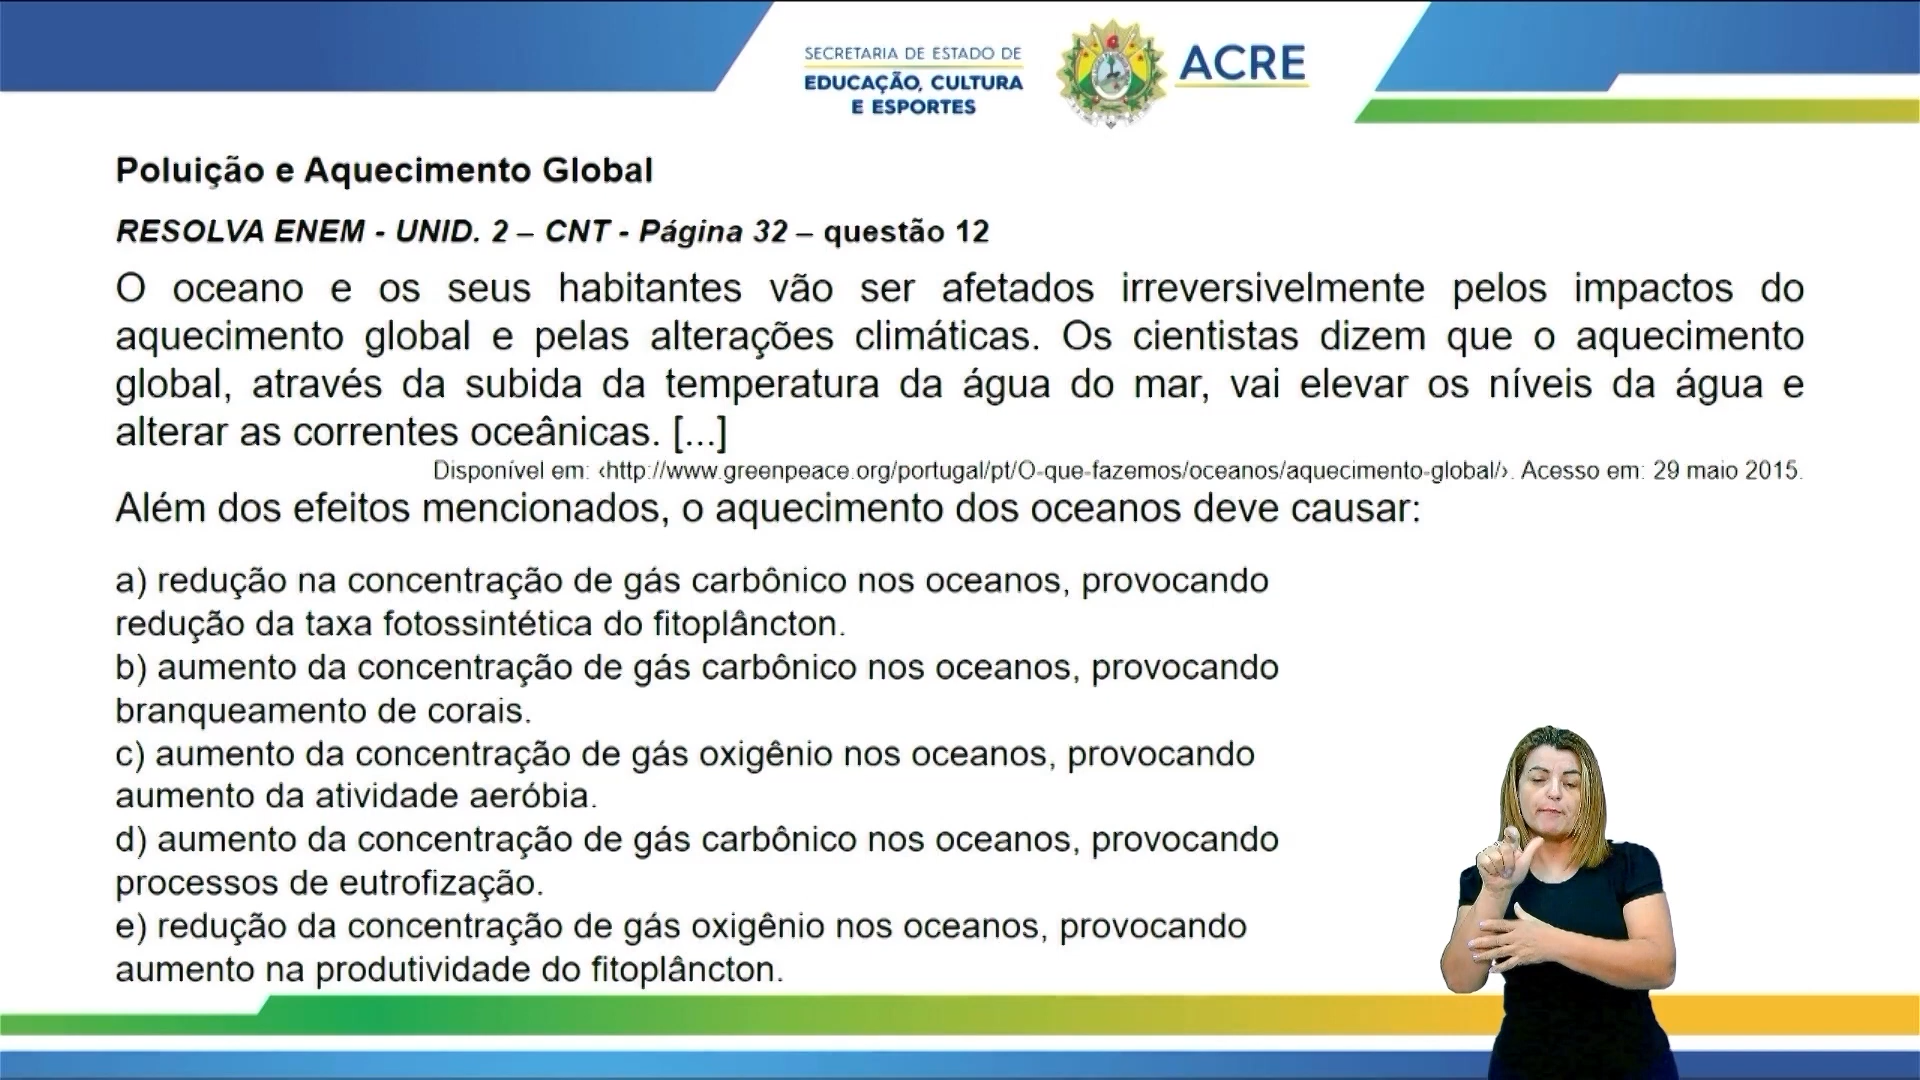 SECRETARIA DE ESTADO DE
EDUCAÇÃO, CULTURA
E ESPORTES
ACRE
Poluição e Aquecimento Global
RESOLVA ENEM - UNID. 2 – CNT - Página 32 – questão 12
O oceano e os seus habitantes vão ser afetados irreversivelmente pelos impactos do
aquecimento global e pelas alterações climáticas. Os cientistas dizem que o aquecimento
global, através da subida da temperatura da água do mar, vai elevar os níveis da água e
alterar as correntes oceânicas. [...]
Disponível em: ‹http://www.greenpeace.org/portugal/pt/O-que-fazemos/oceanos/aquecimento-global/›. Acesso em: 29 maio 2015.
Além dos efeitos mencionados, o aquecimento dos oceanos deve causar:
a) redução na concentração de gás carbônico nos oceanos, provocando
redução da taxa fotossintética do fitoplâncton.
b) aumento da concentração de gás carbônico nos oceanos, provocando
branqueamento de corais.
c) aumento da concentração de gás oxigênio nos oceanos, provocando
aumento da atividade aeróbia.
d) aumento da concentração de gás carbônico nos oceanos, provocando
processos de eutrofização.
e) redução da concentração de gás oxigênio nos oceanos, provocando
aumento na produtividade do fitoplâncton.